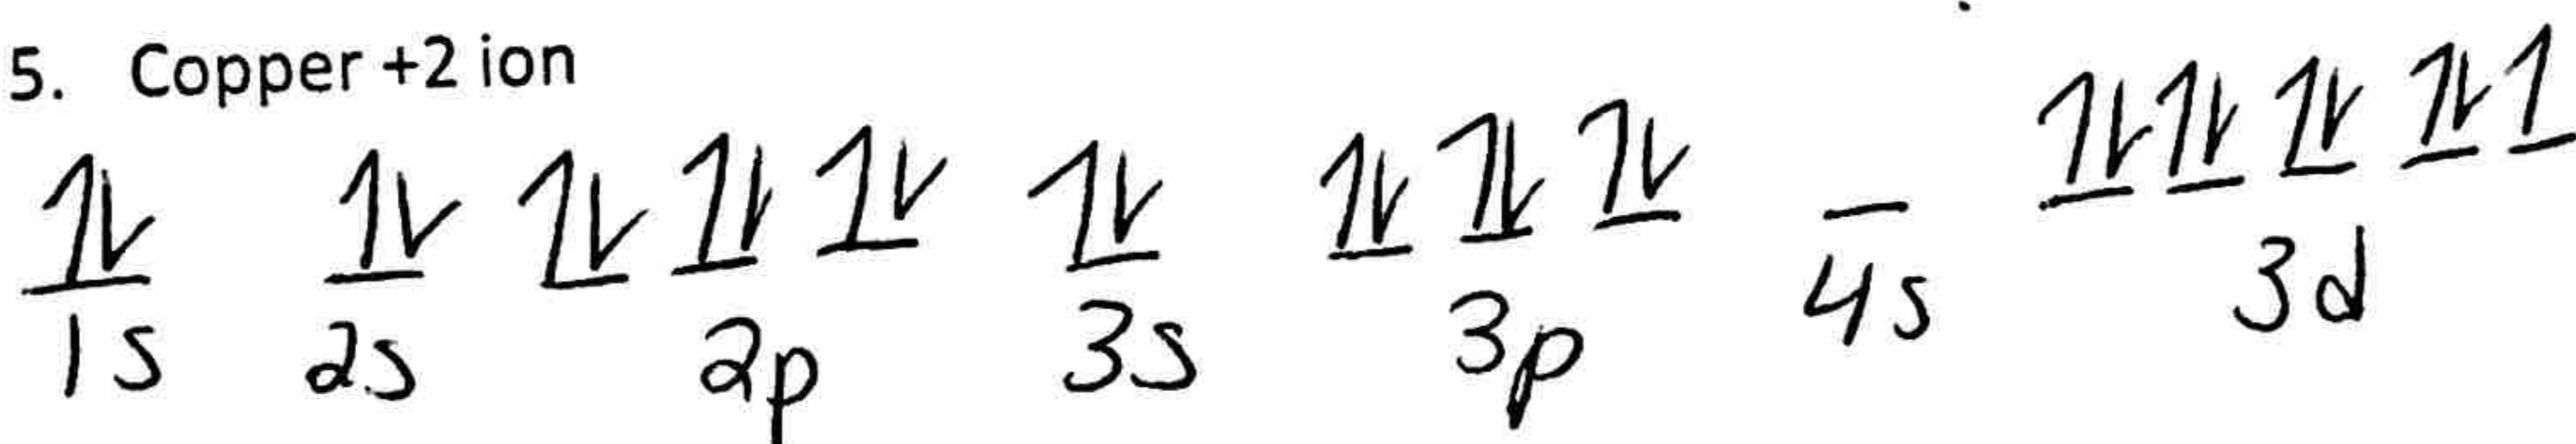 5. Copper +2 ion
↑↓ ↑↓ ↑↓ ↑↓ ↑↓ ↑↓ ↑↓ ↑↓ ↑↓ _ ↑↓ ↑↓ ↑↓ ↑↓ ↑
1s 2s 2p 3s 3p 4s 3d